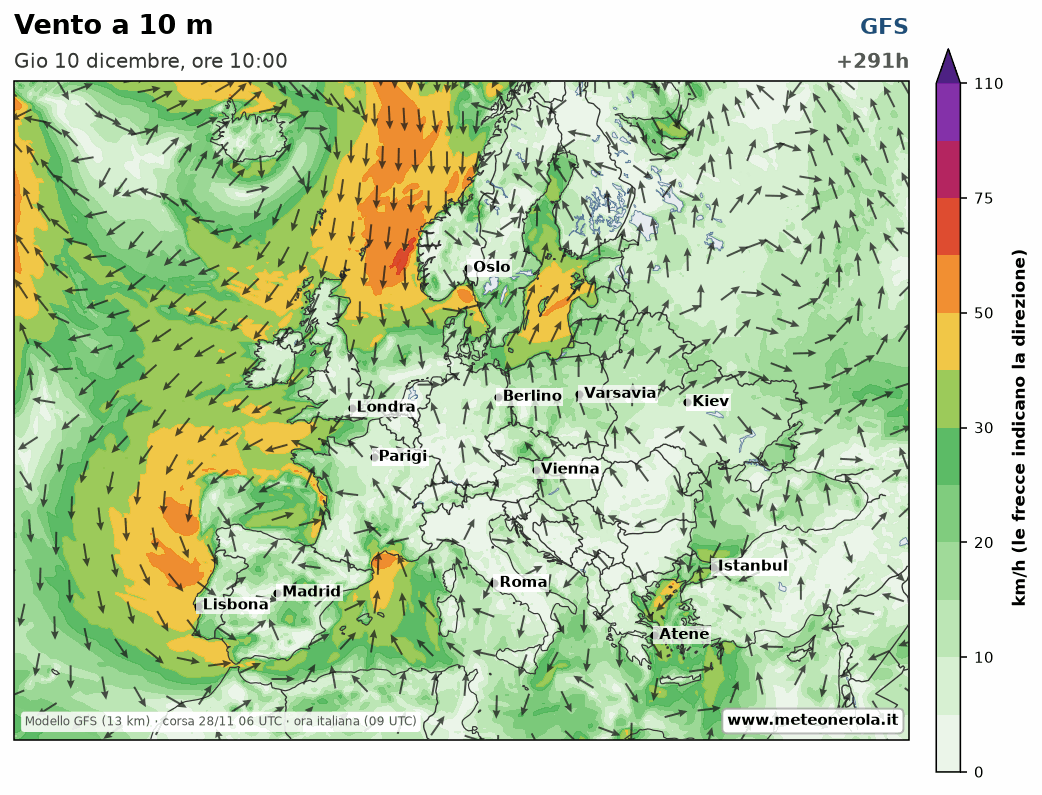 Vento a 10 m
GFS
Gio 10 dicembre, ore 10:00
+291h
110
75
50
30
20
10
0
km/h (le frecce indicano la direzione)
Oslo
Berlino
Varsavia
Kiev
Londra
Parigi
Vienna
Istanbul
Roma
Madrid
Lisbona
Atene
Modello GFS (13 km) · corsa 28/11 06 UTC · ora italiana (09 UTC)
www.meteonerola.it